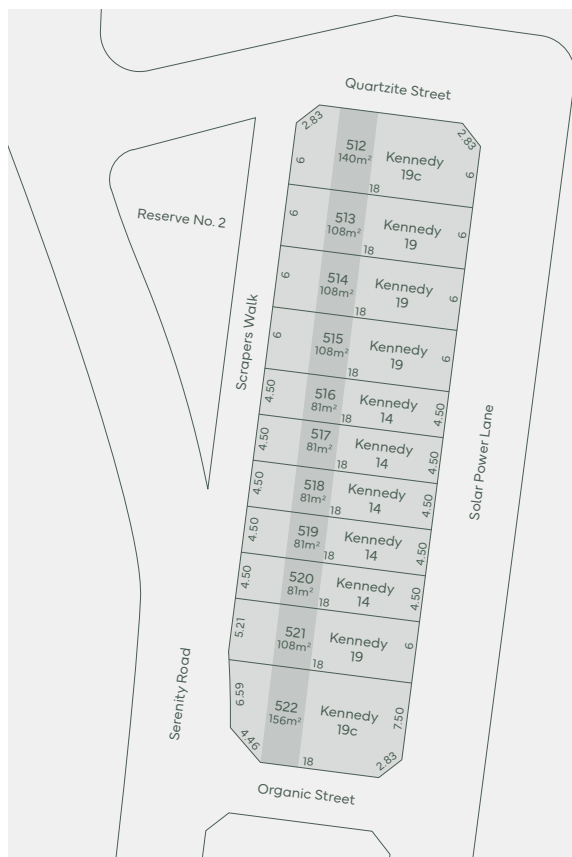 Quartzite Street
2.83
2.83
512
140m²
Kennedy
19c
6
6
18
Reserve No. 2
513
108m²
Kennedy
19
6
6
18
514
108m²
Kennedy
19
6
6
18
Scrapers Walk
515
108m²
Kennedy
19
6
6
18
516
81m²
Kennedy
14
4.50
4.50
18
Solar Power Lane
517
81m²
Kennedy
14
4.50
4.50
18
518
81m²
Kennedy
14
4.50
4.50
18
519
81m²
Kennedy
14
4.50
4.50
18
520
81m²
Kennedy
14
4.50
4.50
18
521
108m²
Kennedy
19
5.21
6
18
Serenity Road
522
156m²
Kennedy
19c
6.59
7.50
4.46
18
2.83
Organic Street